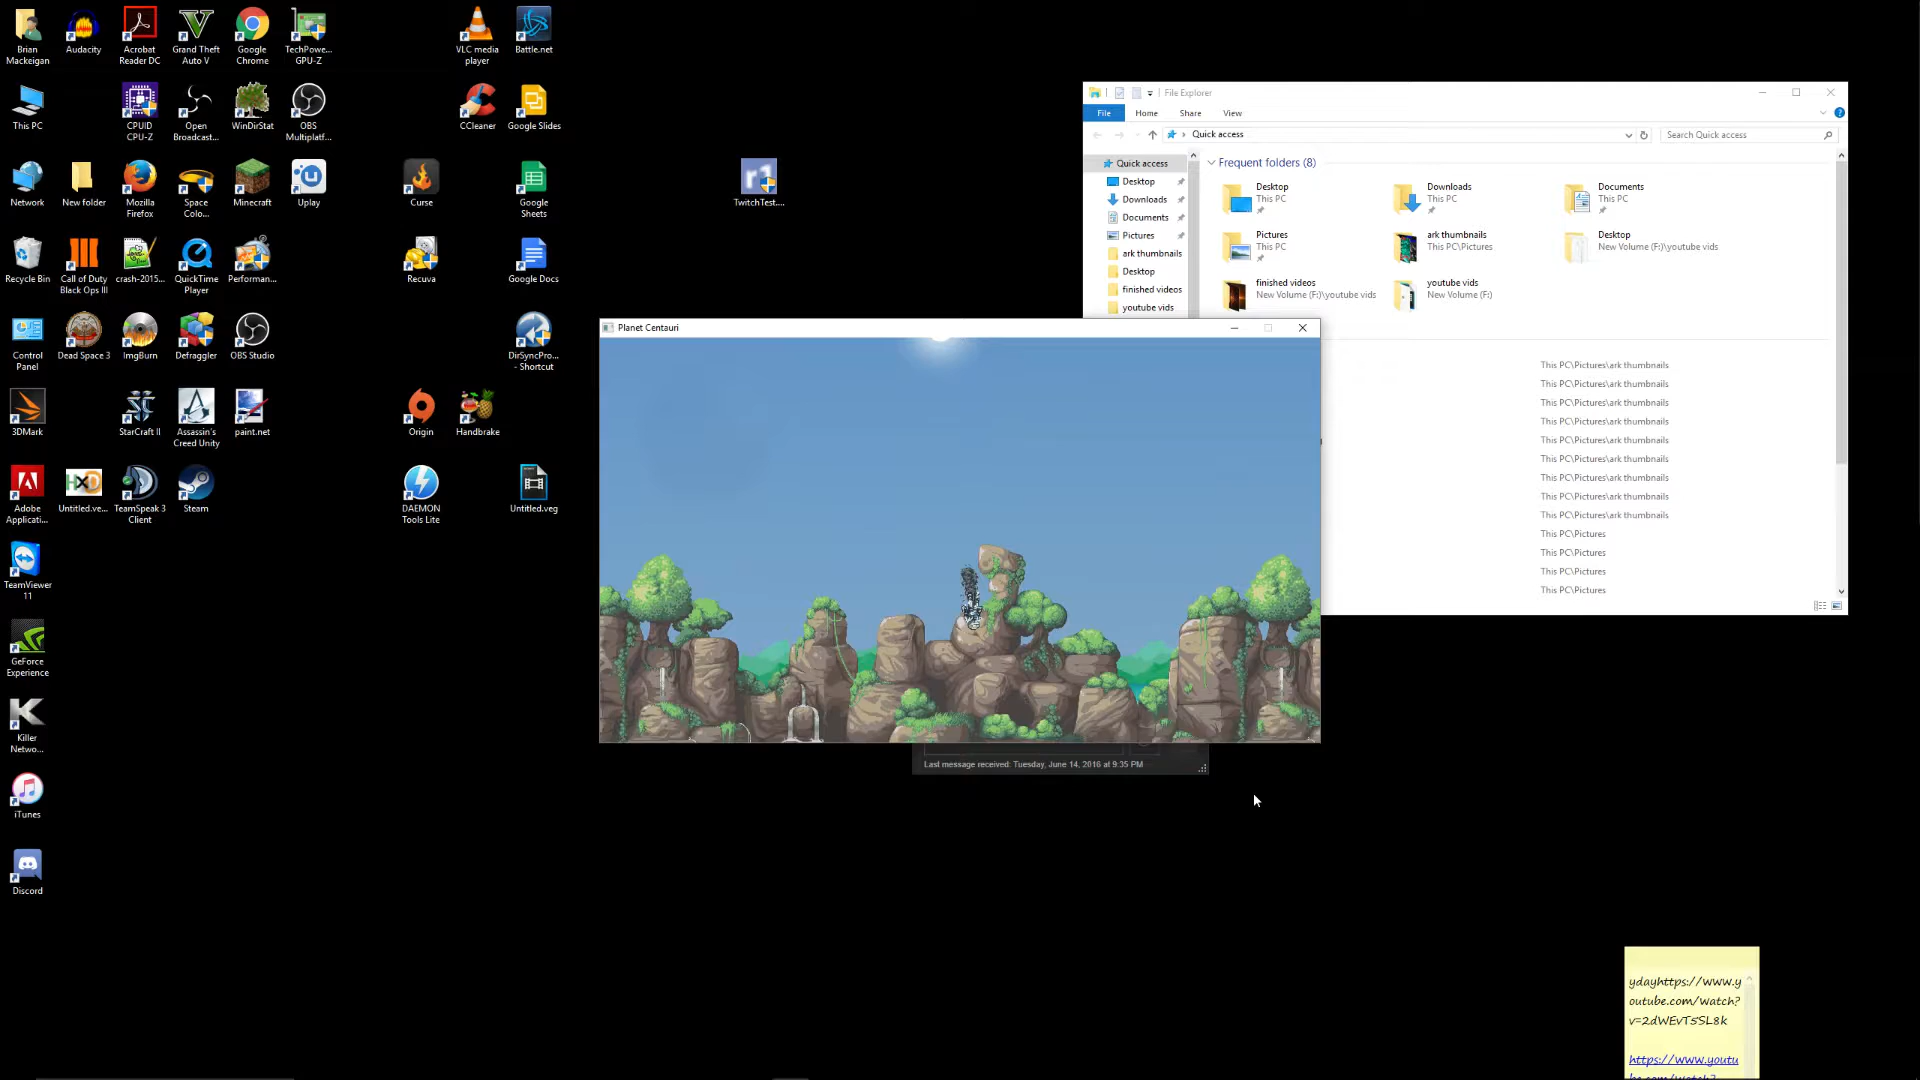 Brian
Mackeigan
Audacity
Acrobat
Reader DC
Grand Theft
Auto V
Google
Chrome
TechPowe...
GPU-Z
VLC media
player
Battle.net
This PC
CPUID
CPU-Z
Open
Broadcast...
WinDirStat
OBS
Multiplatf...
CCleaner
Google Slides
Network
New folder
Mozilla
Firefox
Space
Colo...
Minecraft
Uplay
Curse
Google
Sheets
TwitchTest....
Recycle Bin
Call of Duty
Black Ops III
crash-2015...
QuickTime
Player
Performan...
Recuva
Google Docs
Control
Panel
Dead Space 3
ImgBurn
Defraggler
OBS Studio
DirSyncPro...
- Shortcut
3DMark
StarCraft II
Assassin's
Creed Unity
paint.net
Origin
Handbrake
Adobe
Applicati...
Untitled.ve...
TeamSpeak 3
Client
Steam
DAEMON
Tools Lite
Untitled.veg
TeamViewer
11
GeForce
Experience
Killer
Netwo...
iTunes
Discord
File Explorer
File Home Share View
Quick access
Search Quick access
Quick access
Desktop
Downloads
Documents
Pictures
ark thumbnails
Desktop
finished videos
youtube vids
Frequent folders (8)
Desktop
This PC
Downloads
This PC
Documents
This PC
Pictures
This PC
ark thumbnails
This PC\Pictures
Desktop
New Volume (F:)\youtube vids
finished videos
New Volume (F:)\youtube vids
youtube vids
New Volume (F:)
This PC\Pictures\ark thumbnails
This PC\Pictures\ark thumbnails
This PC\Pictures\ark thumbnails
This PC\Pictures\ark thumbnails
This PC\Pictures\ark thumbnails
This PC\Pictures\ark thumbnails
This PC\Pictures\ark thumbnails
This PC\Pictures\ark thumbnails
This PC\Pictures\ark thumbnails
This PC\Pictures
This PC\Pictures
This PC\Pictures
This PC\Pictures
Planet Centauri
Last message received: Tuesday, June 14, 2016 at 9:35 PM
ydayhttps://www.y
outube.com/watch?
v=2dWEvT5SL8k
https://www.youtu
be.com/watch?